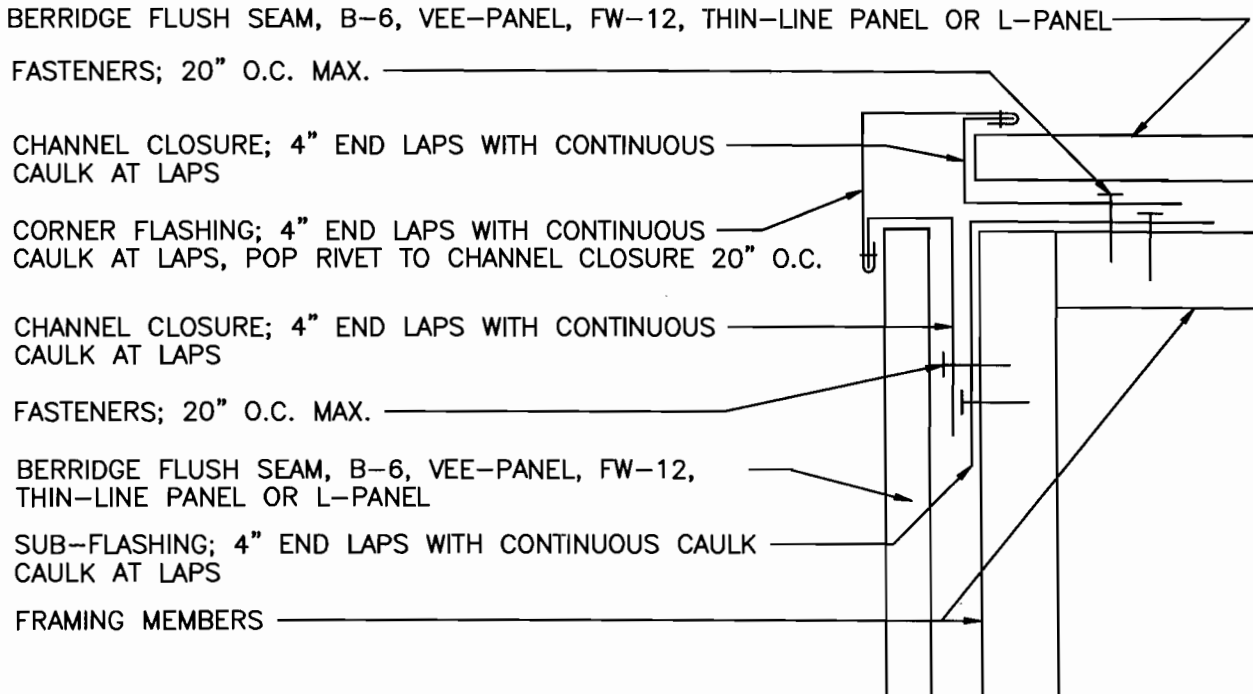 BERRIDGE FLUSH SEAM, B-6, VEE-PANEL, FW-12, THIN-LINE PANEL OR L-PANEL
FASTENERS; 20" O.C. MAX.
CHANNEL CLOSURE; 4" END LAPS WITH CONTINUOUS
CAULK AT LAPS
CORNER FLASHING; 4" END LAPS WITH CONTINUOUS
CAULK AT LAPS, POP RIVET TO CHANNEL CLOSURE 20" O.C.
CHANNEL CLOSURE; 4" END LAPS WITH CONTINUOUS
CAULK AT LAPS
FASTENERS; 20" O.C. MAX.
BERRIDGE FLUSH SEAM, B-6, VEE-PANEL, FW-12,
THIN-LINE PANEL OR L-PANEL
SUB-FLASHING; 4" END LAPS WITH CONTINUOUS CAULK
CAULK AT LAPS
FRAMING MEMBERS